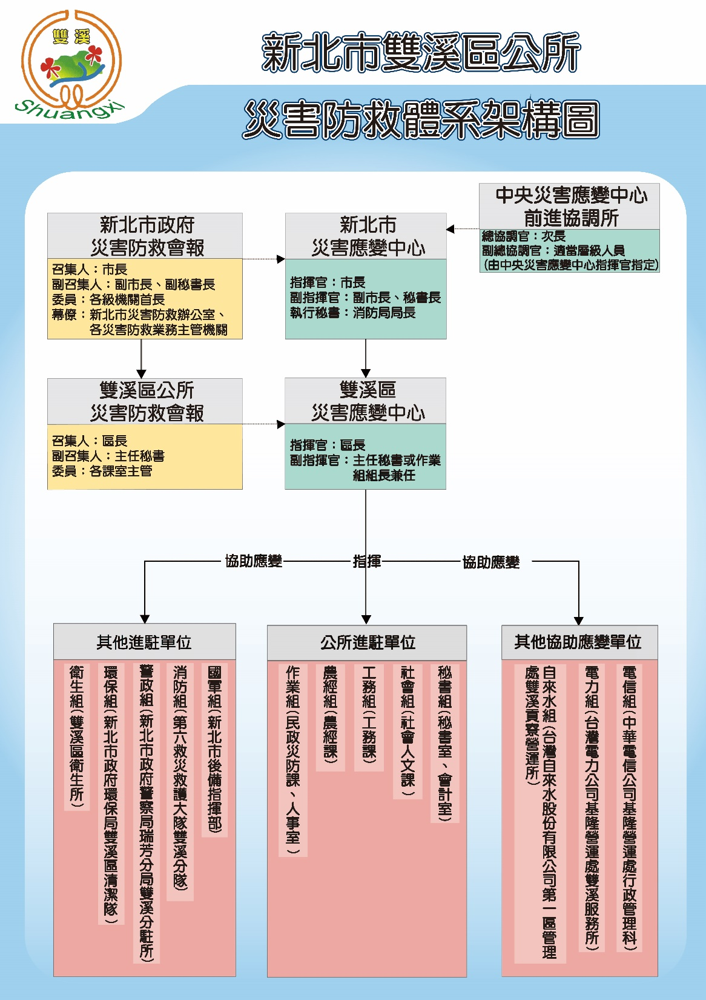 雙溪
Shuangxi
新北市雙溪區公所
災害防救體系架構圖
新北市政府
災害防救會報
召集人：市長
副召集人：副市長、副秘書長
委員：各級機關首長
幕僚：新北市災害防救辦公室、
各災害防救業務主管機關
新北市
災害應變中心
指揮官：市長
副指揮官：副市長、秘書長
執行秘書：消防局局長
中央災害應變中心
前進協調所
總協調官：次長
副總協調官：適當層級人員
(由中央災害應變中心指揮官指定)
雙溪區公所
災害防救會報
召集人：區長
副召集人：主任秘書
委員：各課室主管
雙溪區
災害應變中心
指揮官：區長
副指揮官：主任秘書或作業
組組長兼任
協助應變
指揮
協助應變
其他進駐單位
衛生組(雙溪區衛生所)
環保組(新北市政府環保局雙溪區清潔隊)
警政組(新北市政府警察局瑞芳分局雙溪分駐所)
消防組(第六救災救護大隊雙溪分隊)
國軍組(新北市後備指揮部)
公所進駐單位
作業組(民政災防課、人事室)
農經組(農經課)
工務組(工務課)
社會組(社會人文課)
秘書組(秘書室、會計室)
其他協助應變單位
自來水組(台灣自來水股份有限公司第一區管理
處雙溪貢寮營運所)
電力組(台灣電力公司基隆營運處雙溪服務所)
電信組(中華電信公司基隆營運處行政管理科)